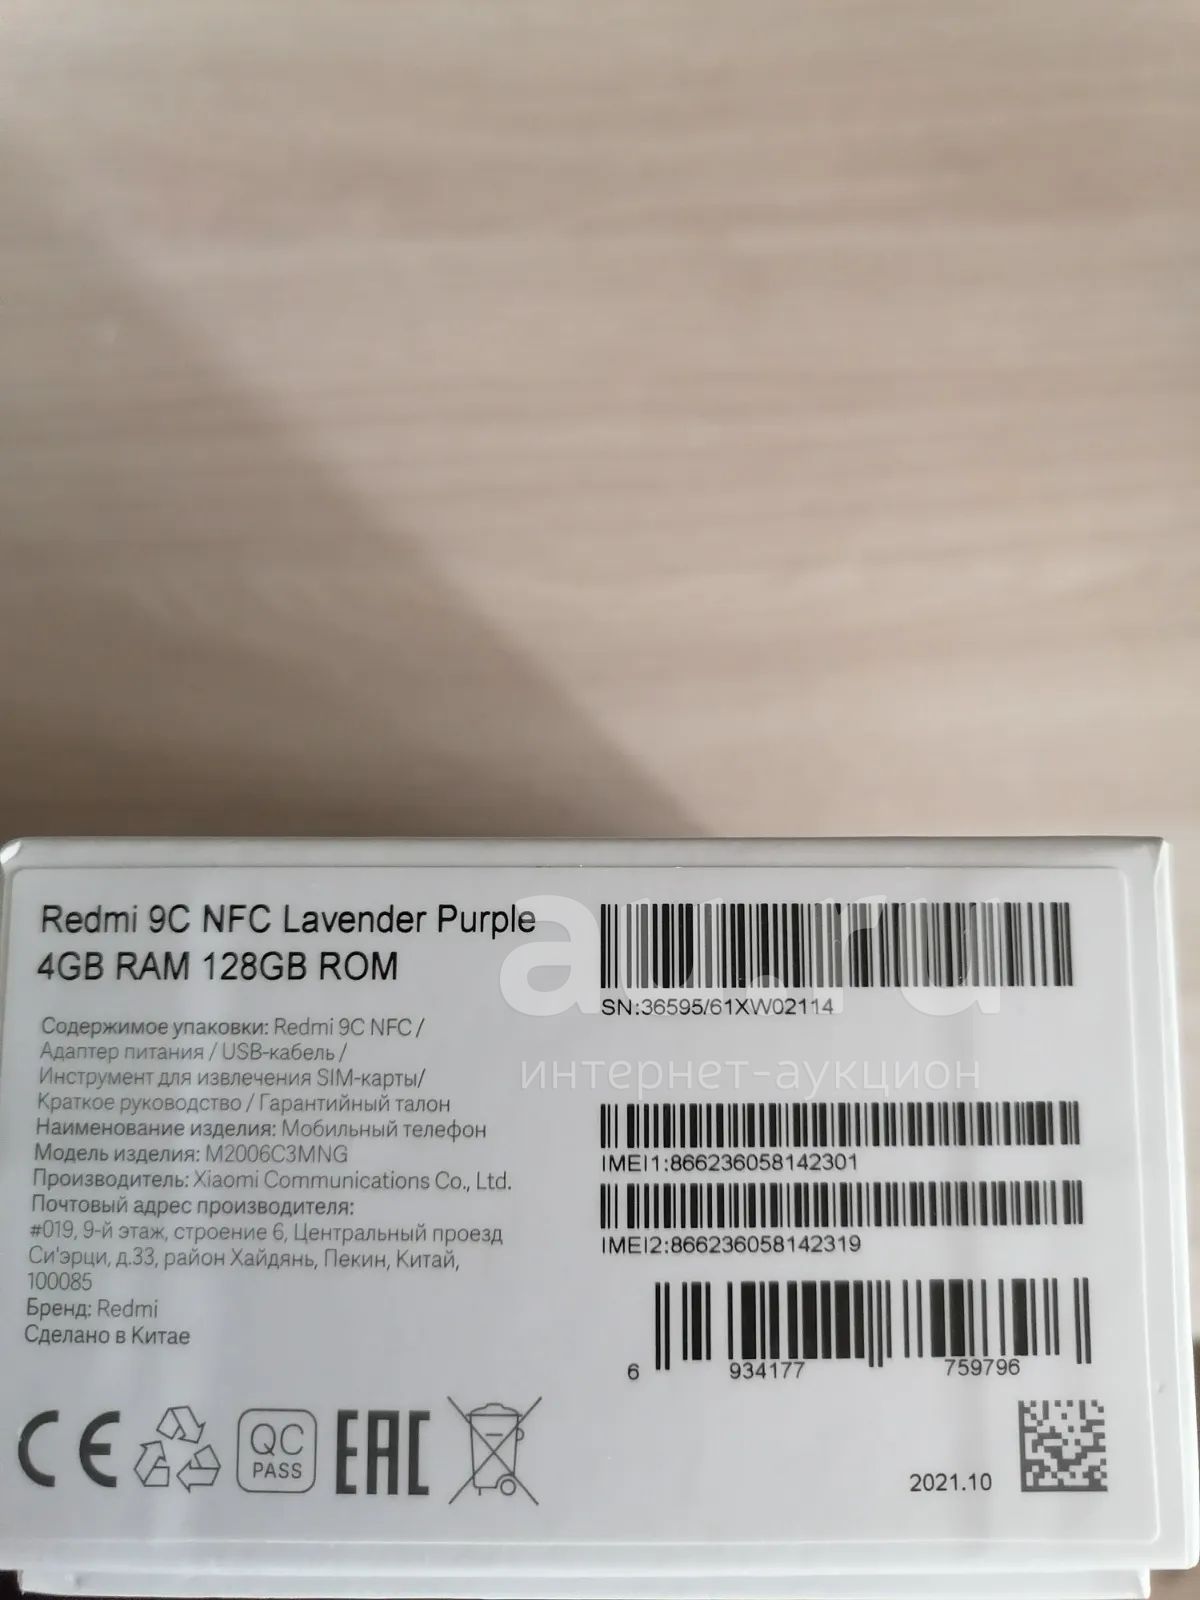 Redmi 9C NFC Lavender Purple
4GB RAM 128GB ROM
Содержимое упаковки: Redmi 9C NFC /
Адаптер питания / USB-кабель /
Инструмент для извлечения SIM-карты/
Краткое руководство / Гарантийный талон
Наименование изделия: Мобильный телефон
Модель изделия: M2006C3MNG
Производитель: Xiaomi Communications Co., Ltd.
Почтовый адрес производителя:
#019, 9-й этаж, строение 6, Центральный проезд
Си'эрци, д.33, район Хайдянь, Пекин, Китай,
100085
Бренд: Redmi
Сделано в Китае
CE
QC
PASS
EAC
au.ru
SN:36595/61XW02114
интернет-аукцион
IMEI1:866236058142301
IMEI2:866236058142319
6 934177 759796
2021.10